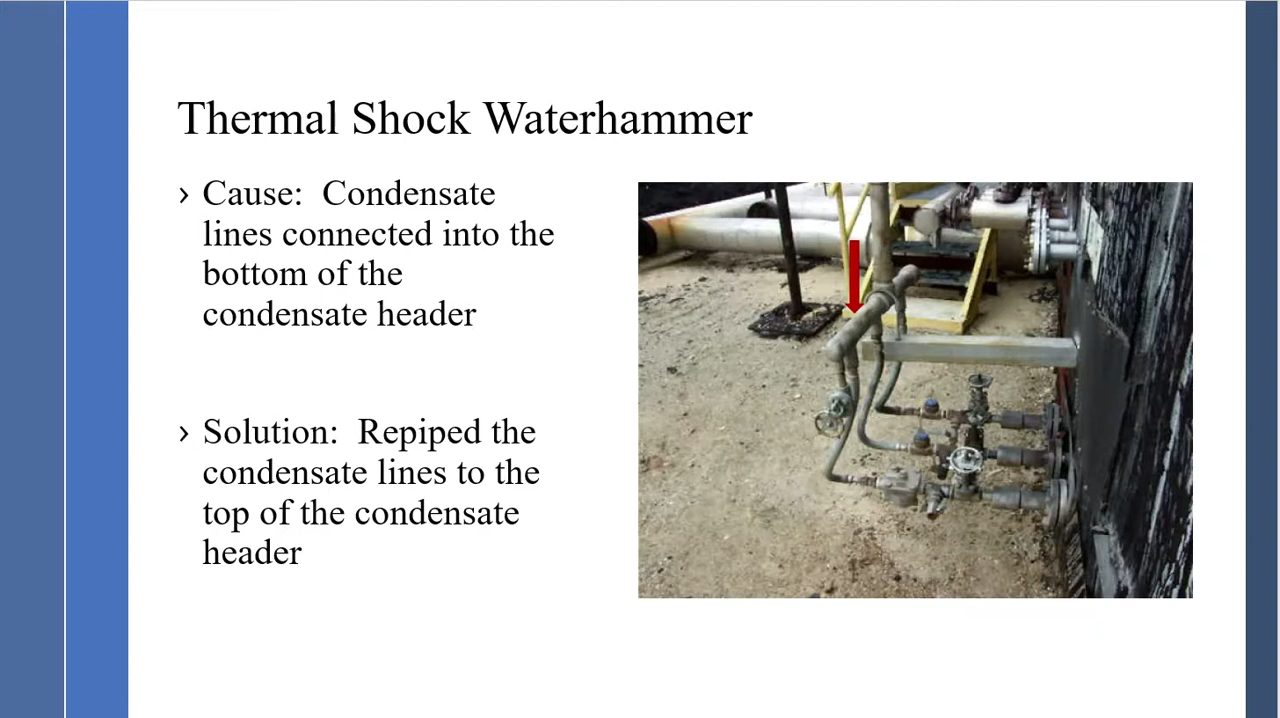 Thermal Shock Waterhammer
› Cause:  Condensate
lines connected into the
bottom of the
condensate header
› Solution:  Repiped the
condensate lines to the
top of the condensate
header